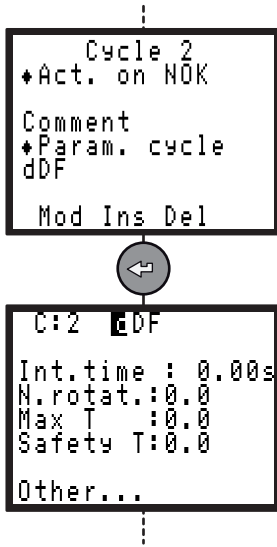 Cycle 2
♦Act. on NOK
Comment
♦Param. cycle
dDF
Mod Ins Del
C:2 dDF
Int.time : 0.00s
N.rotat.:0.0
Max T :0.0
Safety T:0.0
Other...